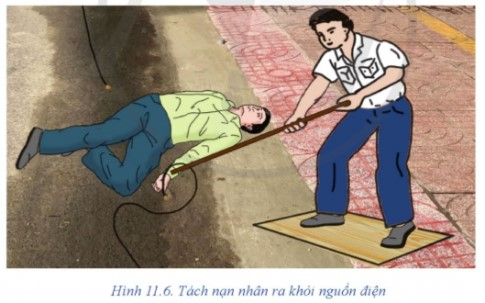 Hình 11.6. Tách nạn nhân ra khỏi nguồn điện